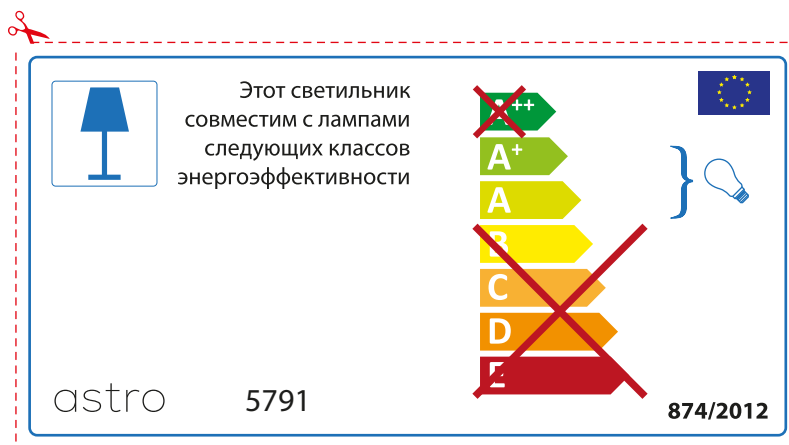 Этот светильник
совместим с лампами
следующих классов
энергоэффективности
A++
A+
A
B
C
D
E
astro
5791
874/2012